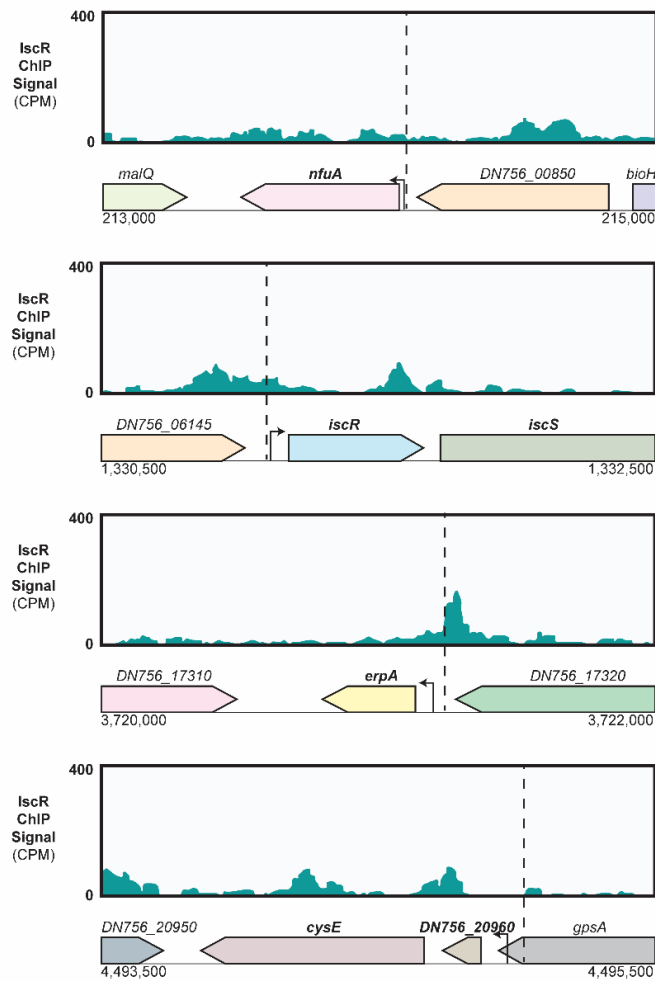 400
IscR
ChIP
Signal
(CPM)
0
malQ nfuA DN756_00850 bioH
213,000 215,000
400
IscR
ChIP
Signal
(CPM)
0
DN756_06145 iscR iscS
1,330,500 1,332,500
400
IscR
ChIP
Signal
(CPM)
0
DN756_17310 erpA DN756_17320
3,720,000 3,722,000
400
IscR
ChIP
Signal
(CPM)
0
DN756_20950 cysE DN756_20960 gpsA
4,493,500 4,495,500